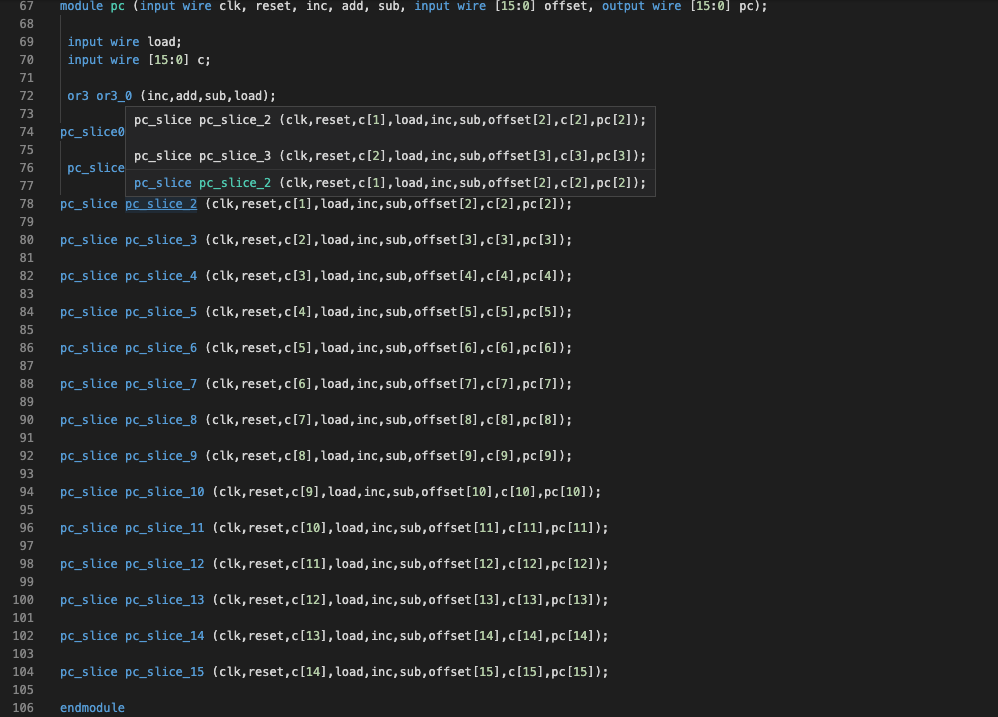 67 module pc (input wire clk, reset, inc, add, sub, input wire [15:0] offset, output wire [15:0] pc);
68
69 input wire load;
70 input wire [15:0] c;
71
72 or3 or3_0 (inc,add,sub,load);
73
pc_slice pc_slice_2 (clk,reset,c[1],load,inc,sub,offset[2],c[2],pc[2]);
74 pc_slice0
75
pc_slice pc_slice_3 (clk,reset,c[2],load,inc,sub,offset[3],c[3],pc[3]);
76 pc_slice
77
pc_slice pc_slice_2 (clk,reset,c[1],load,inc,sub,offset[2],c[2],pc[2]);
78 pc_slice pc_slice_2 (clk,reset,c[1],load,inc,sub,offset[2],c[2],pc[2]);
79
80 pc_slice pc_slice_3 (clk,reset,c[2],load,inc,sub,offset[3],c[3],pc[3]);
81
82 pc_slice pc_slice_4 (clk,reset,c[3],load,inc,sub,offset[4],c[4],pc[4]);
83
84 pc_slice pc_slice_5 (clk,reset,c[4],load,inc,sub,offset[5],c[5],pc[5]);
85
86 pc_slice pc_slice_6 (clk,reset,c[5],load,inc,sub,offset[6],c[6],pc[6]);
87
88 pc_slice pc_slice_7 (clk,reset,c[6],load,inc,sub,offset[7],c[7],pc[7]);
89
90 pc_slice pc_slice_8 (clk,reset,c[7],load,inc,sub,offset[8],c[8],pc[8]);
91
92 pc_slice pc_slice_9 (clk,reset,c[8],load,inc,sub,offset[9],c[9],pc[9]);
93
94 pc_slice pc_slice_10 (clk,reset,c[9],load,inc,sub,offset[10],c[10],pc[10]);
95
96 pc_slice pc_slice_11 (clk,reset,c[10],load,inc,sub,offset[11],c[11],pc[11]);
97
98 pc_slice pc_slice_12 (clk,reset,c[11],load,inc,sub,offset[12],c[12],pc[12]);
99
100 pc_slice pc_slice_13 (clk,reset,c[12],load,inc,sub,offset[13],c[13],pc[13]);
101
102 pc_slice pc_slice_14 (clk,reset,c[13],load,inc,sub,offset[14],c[14],pc[14]);
103
104 pc_slice pc_slice_15 (clk,reset,c[14],load,inc,sub,offset[15],c[15],pc[15]);
105
106 endmodule